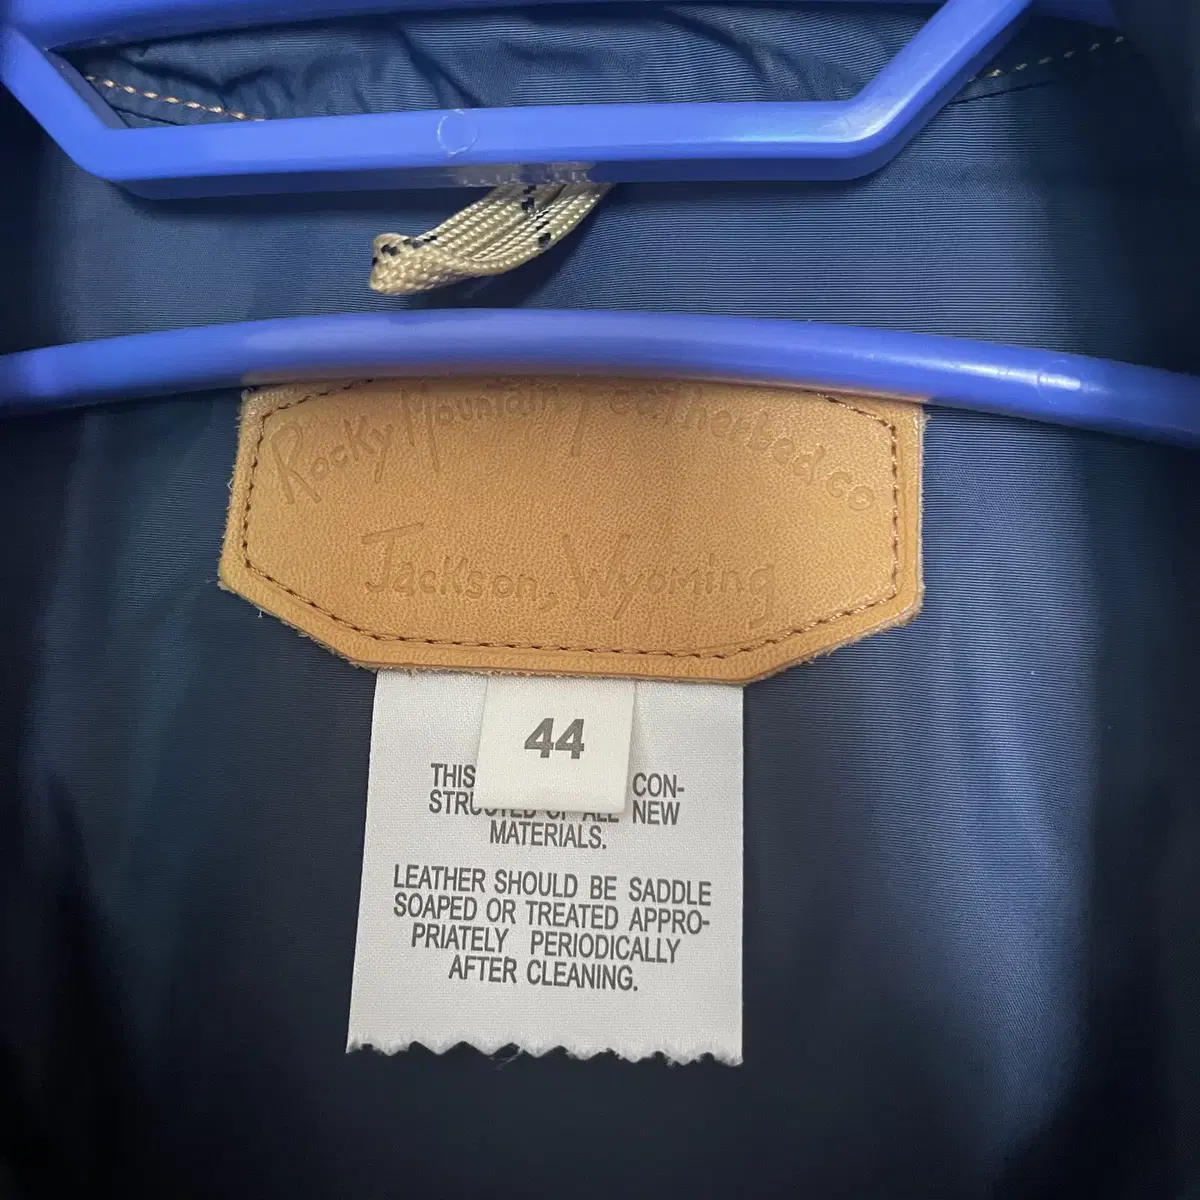 Rocky Mountain Featherbed co
Jackson, Wyoming
44
THIS CON-
STRUCTED OF ALL NEW
MATERIALS.
LEATHER SHOULD BE SADDLE
SOAPED OR TREATED APPRO-
PRIATELY PERIODICALLY
AFTER CLEANING.